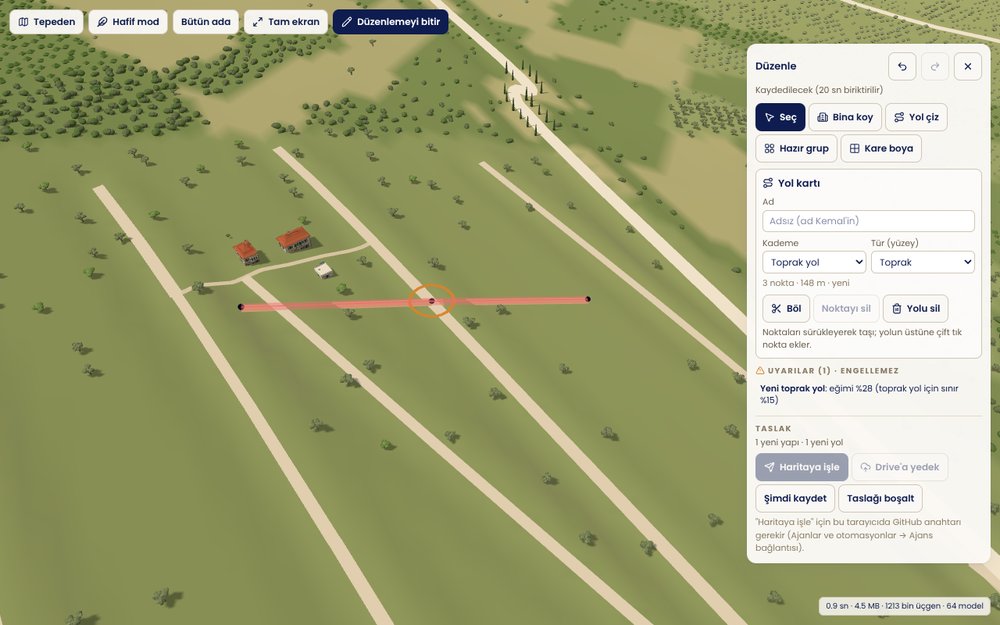 Tepeden
Hafif mod
Bütün ada
Tam ekran
Düzenlemeyi bitir
Düzenle
Kaydedilecek (20 sn biriktirilir)
Seç
Bina koy
Yol çiz
Hazır grup
Kare boya
Yol kartı
Ad
Adsız (ad Kemal'in)
Kademe
Tür (yüzey)
Toprak yol
Toprak
3 nokta · 148 m · yeni
Böl
Noktayı sil
Yolu sil
Noktaları sürükleyerek taşı; yolun üstüne çift tık
nokta ekler.
UYARILAR (1) · ENGELLEMEZ
Yeni toprak yol: eğimi %28 (toprak yol için sınır
%15)
TASLAK
1 yeni yapı · 1 yeni yol
Haritaya işle
Drive'a yedek
Şimdi kaydet
Taslağı boşalt
"Haritaya işle" için bu tarayıcıda GitHub anahtarı
gerekir (Ajanlar ve otomasyonlar → Ajans
bağlantısı).
0.9 sn · 4.5 MB · 1213 bin üçgen · 64 model